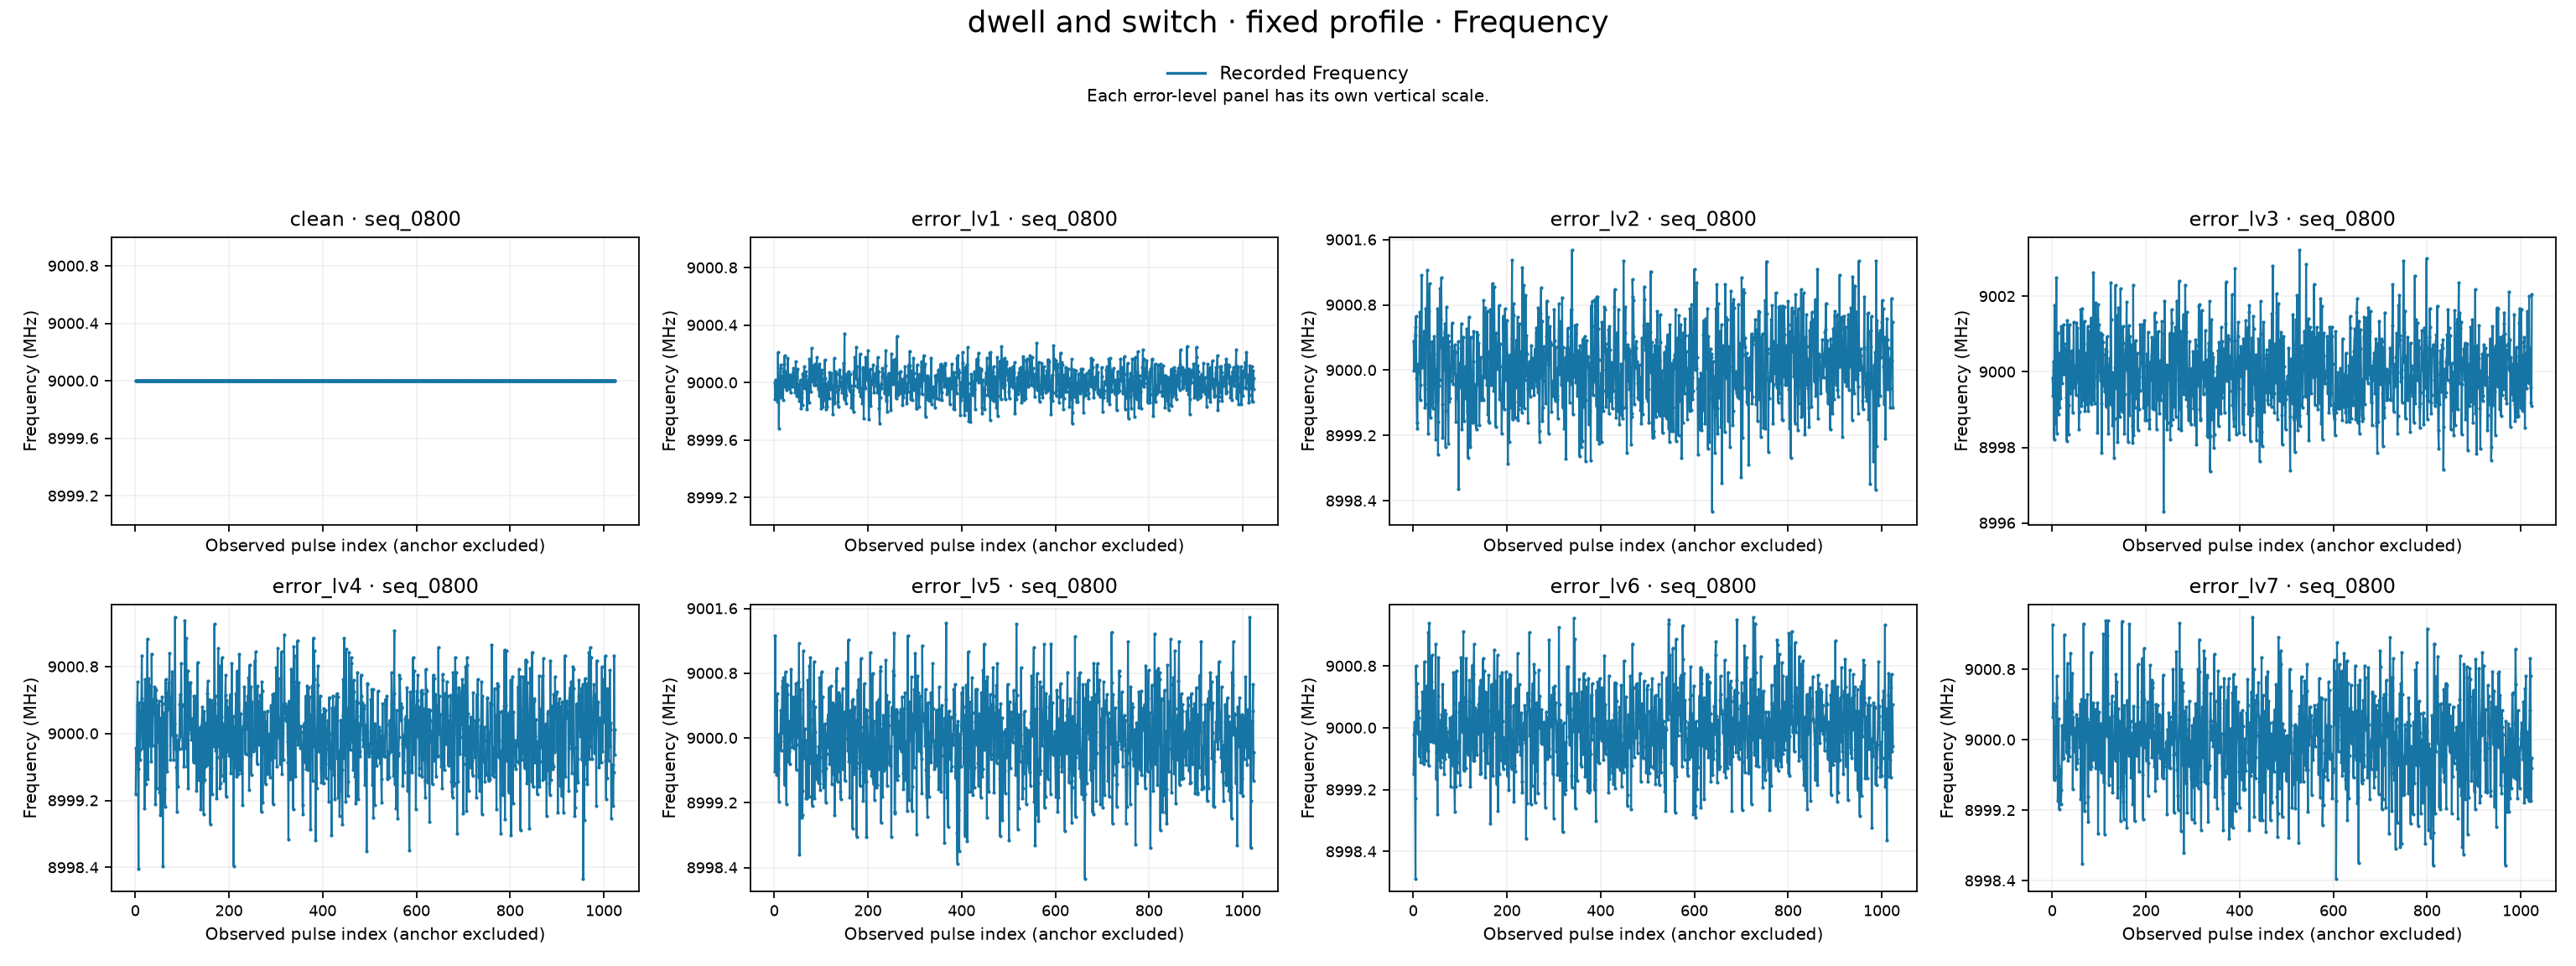 dwell and switch · fixed profile · Frequency
Recorded Frequency
Each error-level panel has its own vertical scale.
clean · seq_0800
9000.8
9000.4
9000.0
8999.6
8999.2
Frequency (MHz)
Observed pulse index (anchor excluded)
error_lv1 · seq_0800
9000.8
9000.4
9000.0
8999.6
8999.2
Frequency (MHz)
Observed pulse index (anchor excluded)
error_lv2 · seq_0800
9001.6
9000.8
9000.0
8999.2
8998.4
Frequency (MHz)
Observed pulse index (anchor excluded)
error_lv3 · seq_0800
9002
9000
8998
8996
Frequency (MHz)
Observed pulse index (anchor excluded)
error_lv4 · seq_0800
9000.8
9000.0
8999.2
8998.4
Frequency (MHz)
0 200 400 600 800 1000
Observed pulse index (anchor excluded)
error_lv5 · seq_0800
9001.6
9000.8
9000.0
8999.2
8998.4
Frequency (MHz)
0 200 400 600 800 1000
Observed pulse index (anchor excluded)
error_lv6 · seq_0800
9000.8
9000.0
8999.2
8998.4
Frequency (MHz)
0 200 400 600 800 1000
Observed pulse index (anchor excluded)
error_lv7 · seq_0800
9000.8
9000.0
8999.2
8998.4
Frequency (MHz)
0 200 400 600 800 1000
Observed pulse index (anchor excluded)